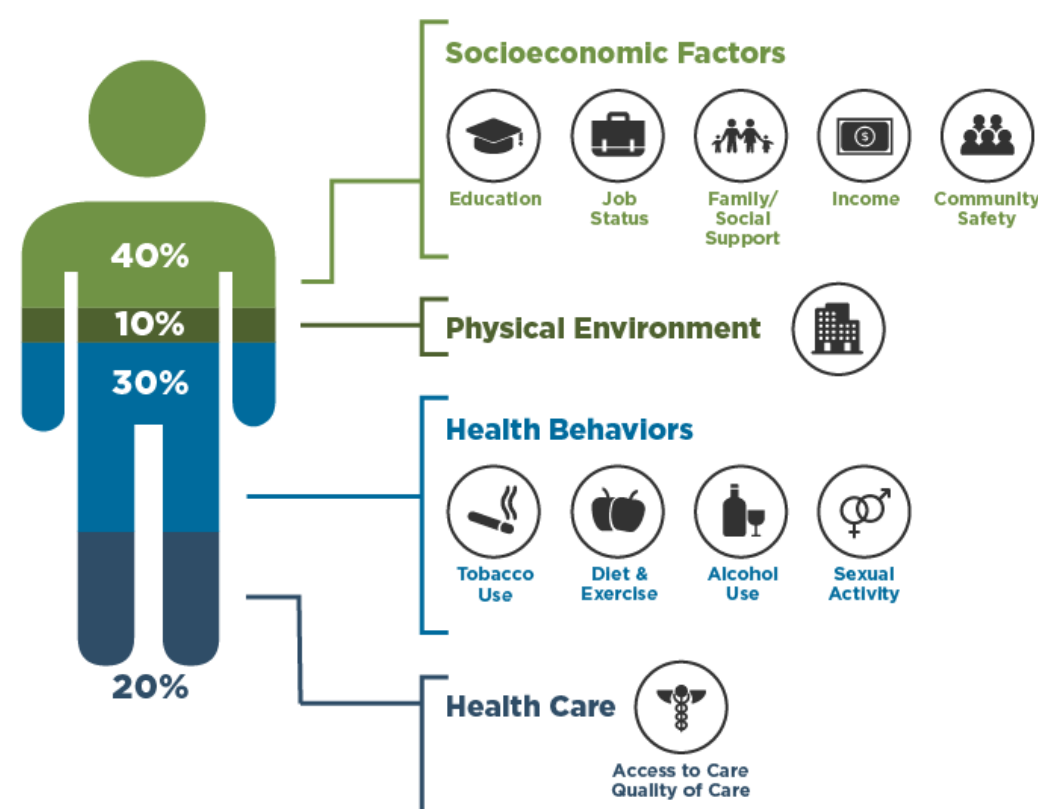 Socioeconomic Factors
Education
Job
Status
Family/
Social
Support
Income
Community
Safety
40%
10%
Physical Environment
30%
Health Behaviors
Tobacco
Use
Diet &
Exercise
Alcohol
Use
Sexual
Activity
20%
Health Care
Access to Care
Quality of Care